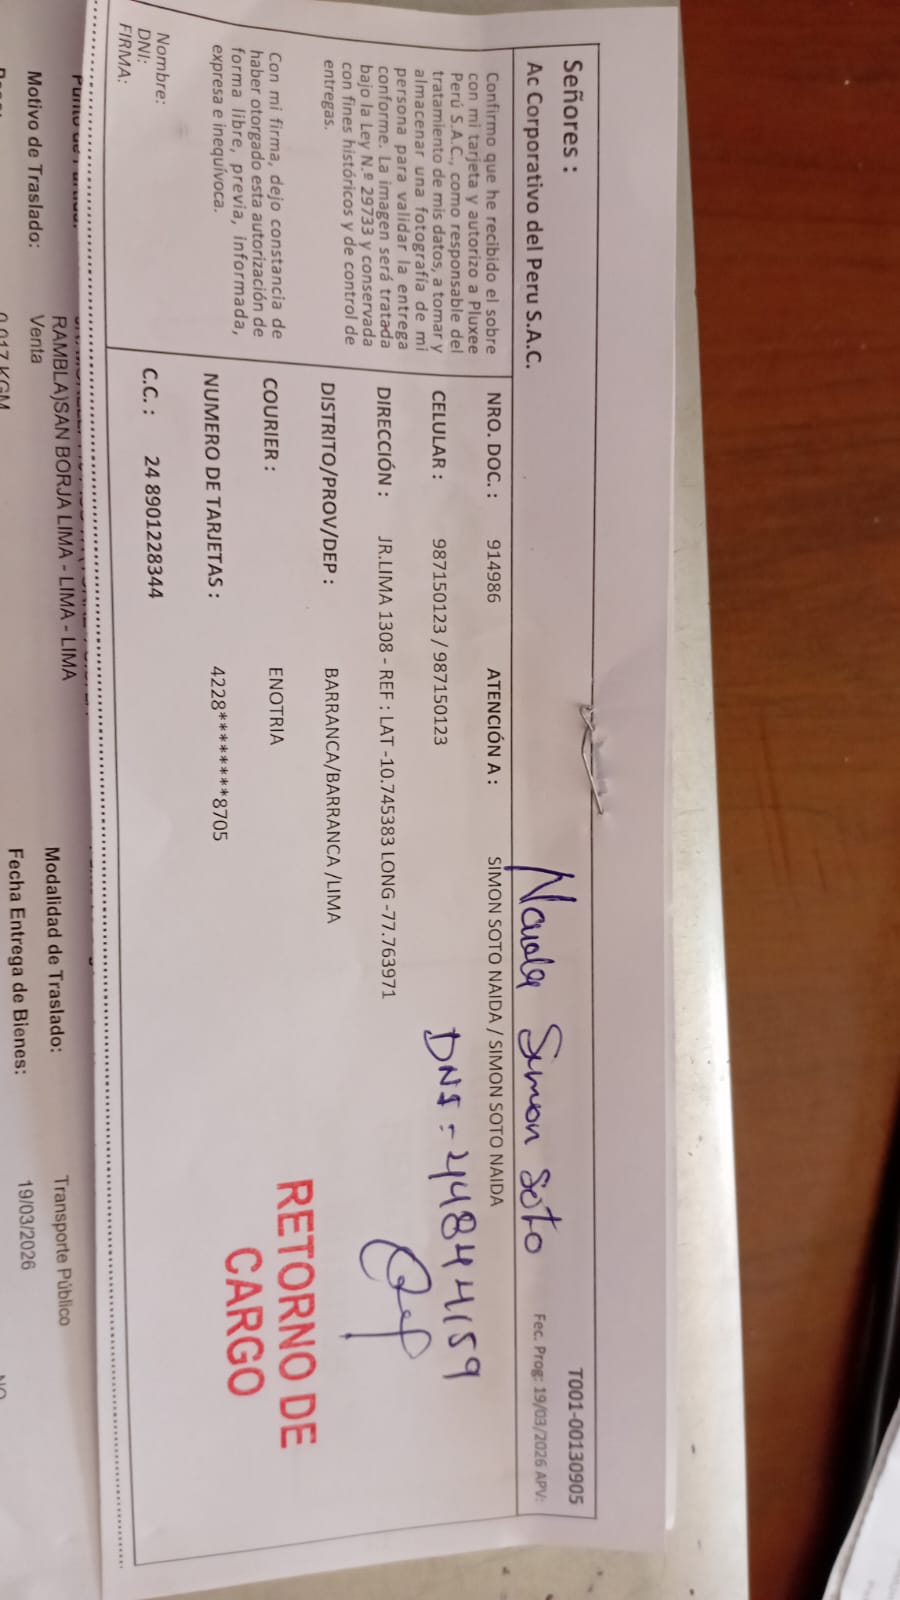 Señores :
T001-00130905
Ac Corporativo del Peru S.A.C.
Naida Simon Soto
Fec. Prog: 19/03/2026 APV:
Confirmo que he recibido el sobre
con mi tarjeta y autorizo a Pluxee
Perú S.A.C., como responsable del
tratamiento de mis datos, a tomar y
almacenar una fotografía de mi
persona para validar la entrega
conforme. La imagen será tratada
bajo la Ley N.º 29733 y conservada
con fines históricos y de control de
entregas.
Con mi firma, dejo constancia de
haber otorgado esta autorización de
forma libre, previa, informada,
expresa e inequívoca.
Nombre:
DNI:
FIRMA:
NRO. DOC. : 914986 ATENCIÓN A : SIMON SOTO NAIDA / SIMON SOTO NAIDA
CELULAR : 987150123 / 987150123
DNI - 44844159
DIRECCIÓN : JR.LIMA 1308 - REF : LAT -10.745383 LONG -77.763971
DISTRITO/PROV/DEP : BARRANCA/BARRANCA /LIMA
COURIER : ENOTRIA
NUMERO DE TARJETAS : 4228********8705
C.C. : 24 8901228344
RETORNO DE
CARGO
RAMBLA)SAN BORJA LIMA - LIMA - LIMA
Motivo de Traslado: Venta Modalidad de Traslado: Transporte Público
0.017 KGM Fecha Entrega de Bienes: 19/03/2026